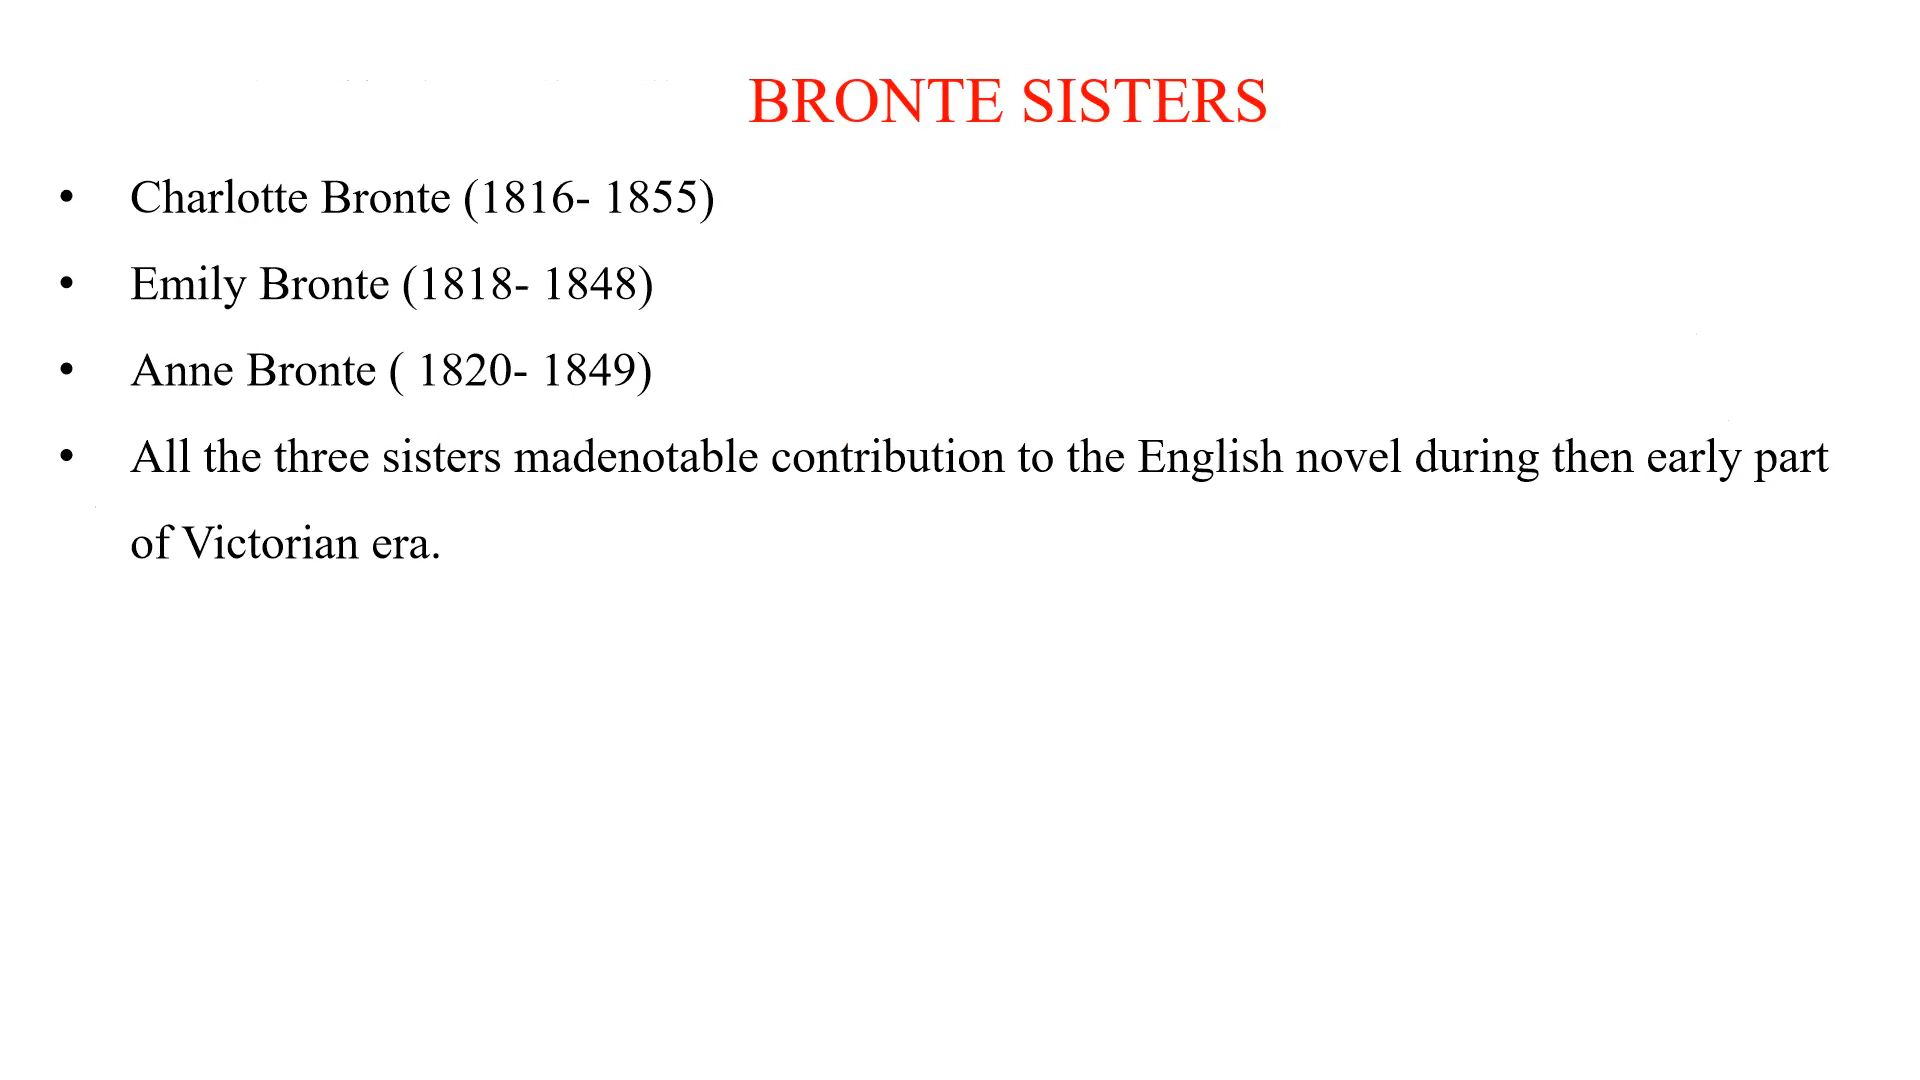 BRONTE SISTERS
• Charlotte Bronte (1816- 1855)
• Emily Bronte (1818- 1848)
• Anne Bronte ( 1820- 1849)
• All the three sisters madenotable contribution to the English novel during then early part
of Victorian era.